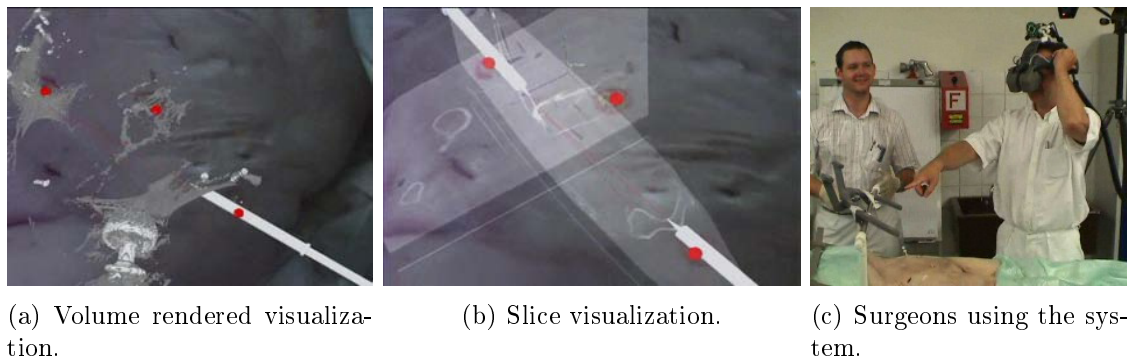 F
(a) Volume rendered visualiza-
tion.
(b) Slice visualization.
(c) Surgeons using the sys-
tem.